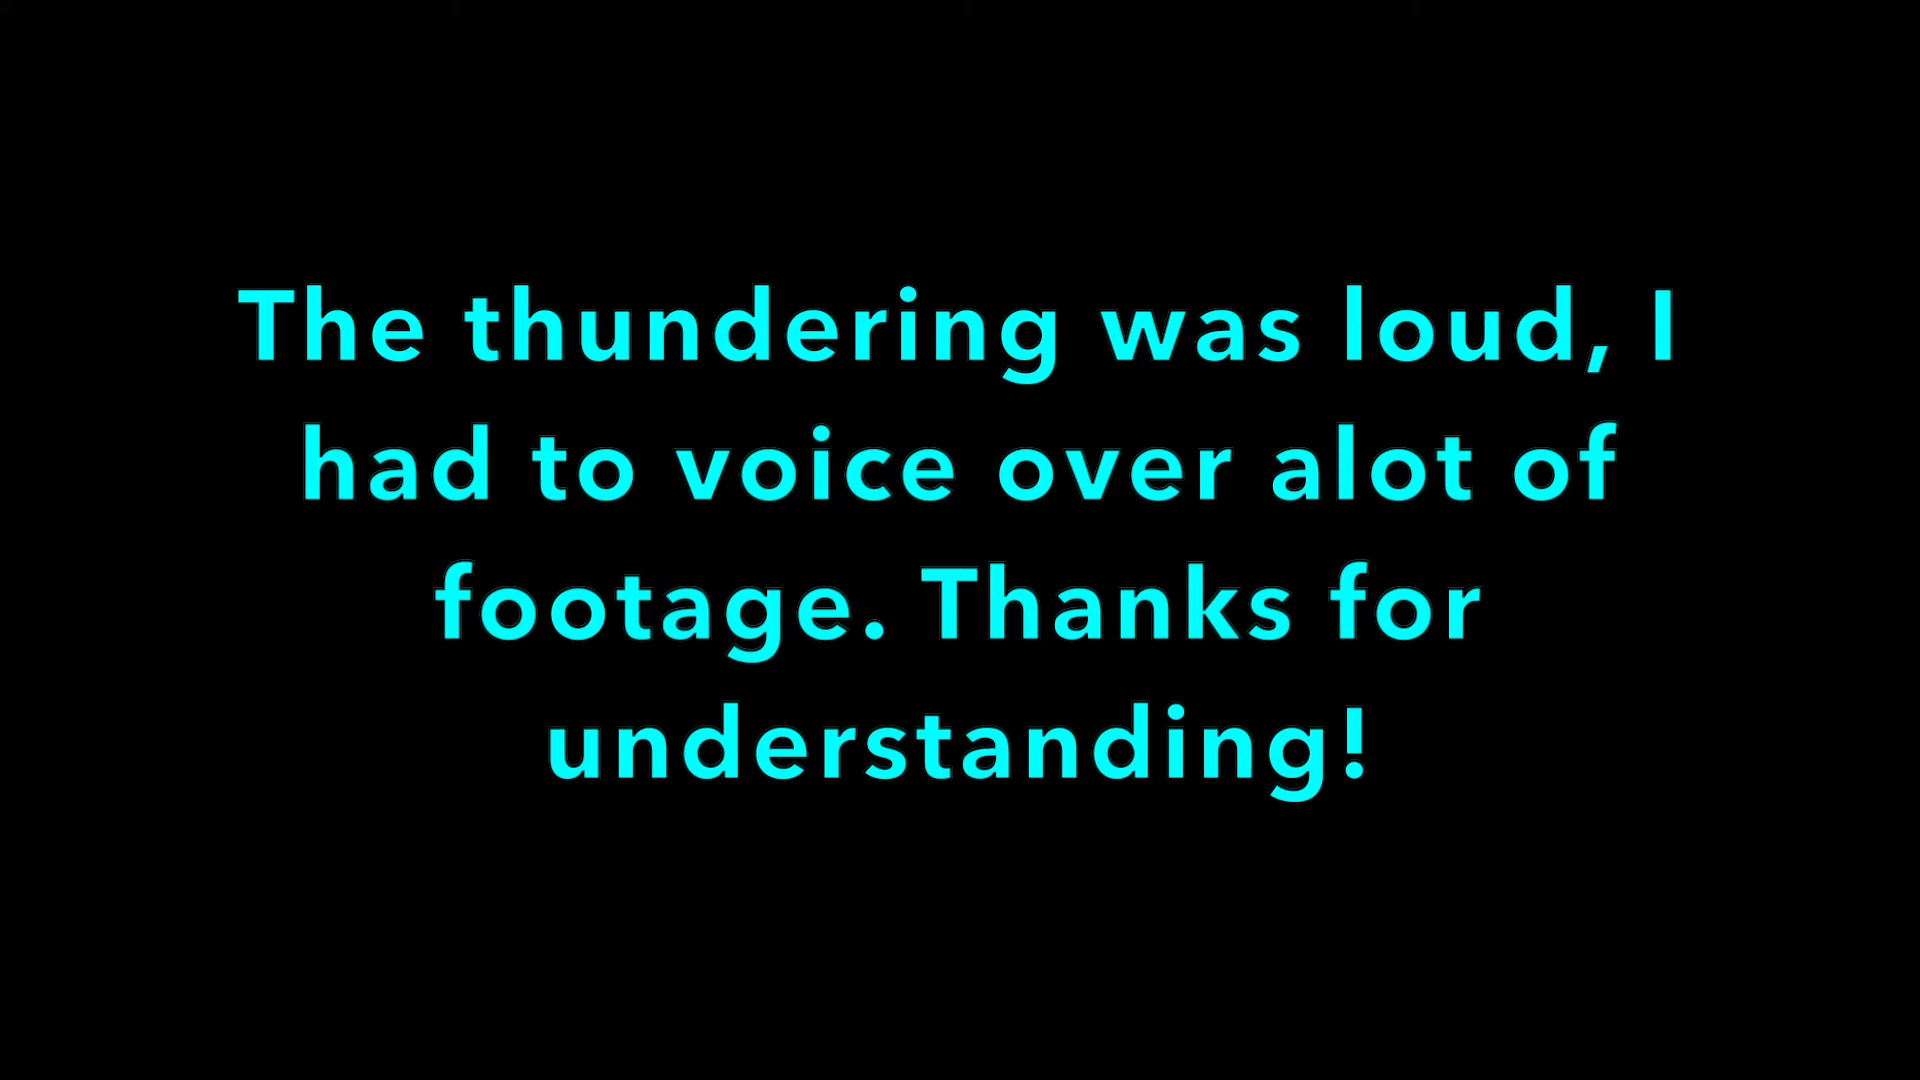 The thundering was loud, I
had to voice over alot of
footage. Thanks for
understanding!